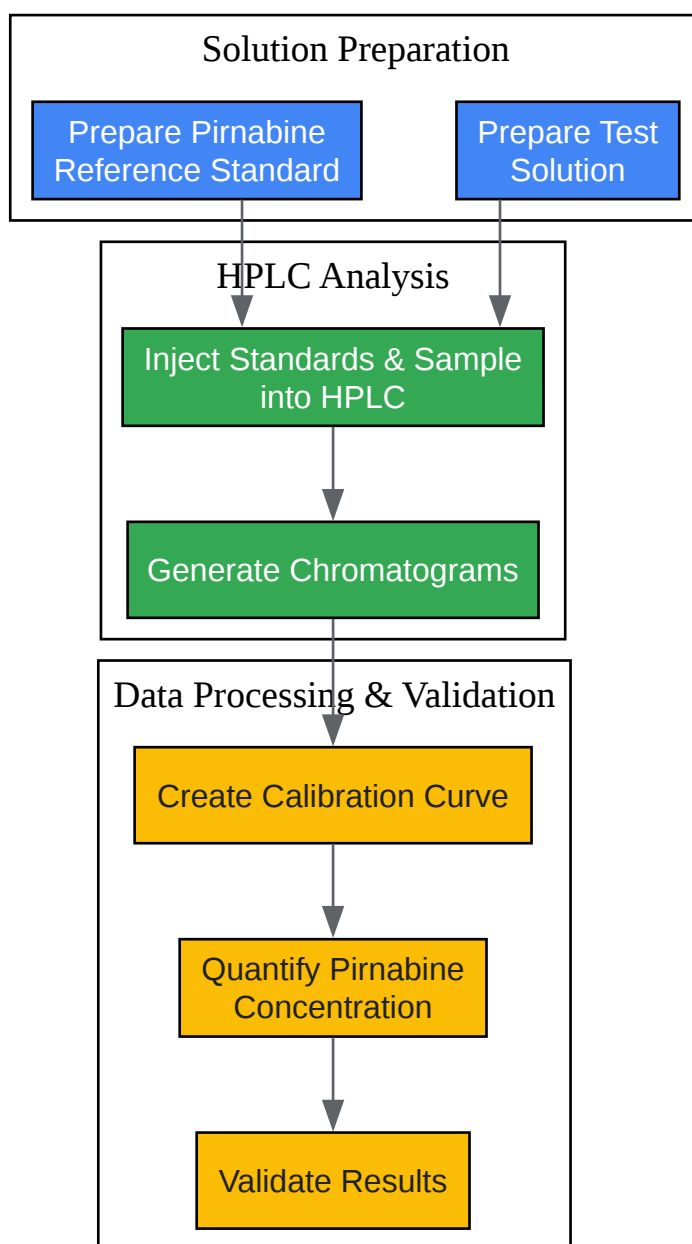 Solution Preparation
Prepare Pirnabine
Reference Standard
Prepare Test
Solution
HPLC Analysis
Inject Standards & Sample
into HPLC
Generate Chromatograms
Data Processing & Validation
Create Calibration Curve
Quantify Pirnabine
Concentration
Validate Results